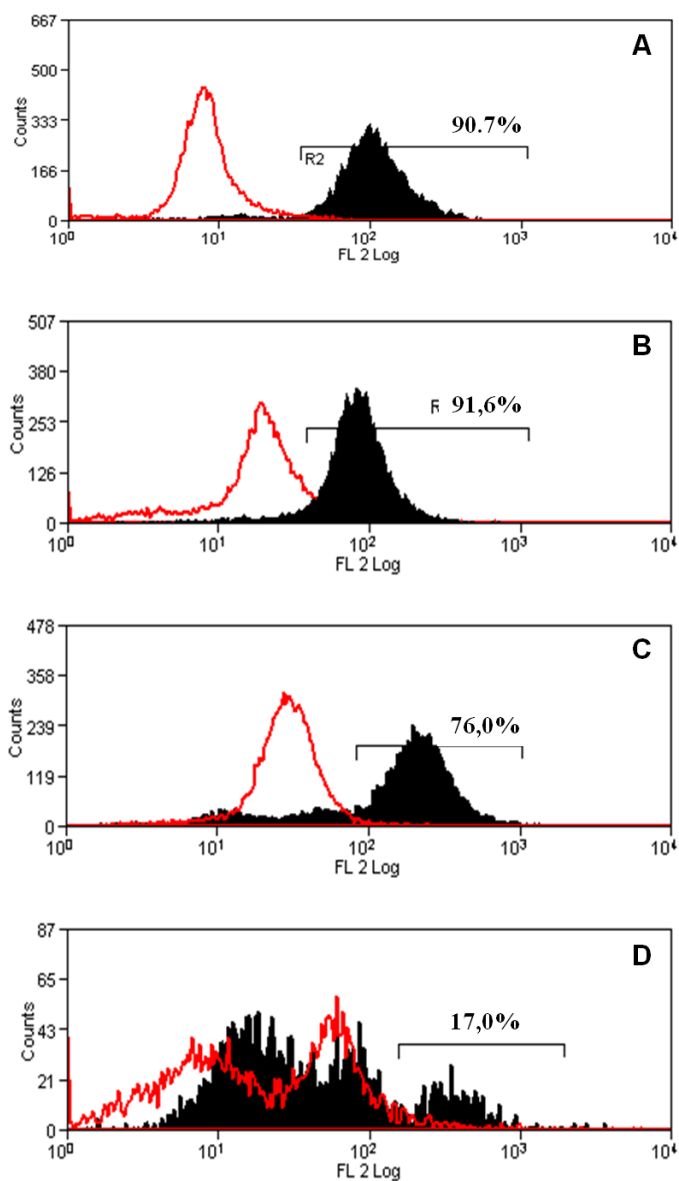 667
A
500
90.7%
333
R2
166
0
Counts
10⁰ 10¹ 10² 10³ 10⁴
FL 2 Log
507
B
380
R 91,6%
253
126
0
Counts
10⁰ 10¹ 10² 10³ 10⁴
FL 2 Log
478
C
358
76,0%
239
119
0
Counts
10⁰ 10¹ 10² 10³ 10⁴
FL 2 Log
87
D
65
17,0%
43
21
0
Counts
10⁰ 10¹ 10² 10³ 10⁴
FL 2 Log